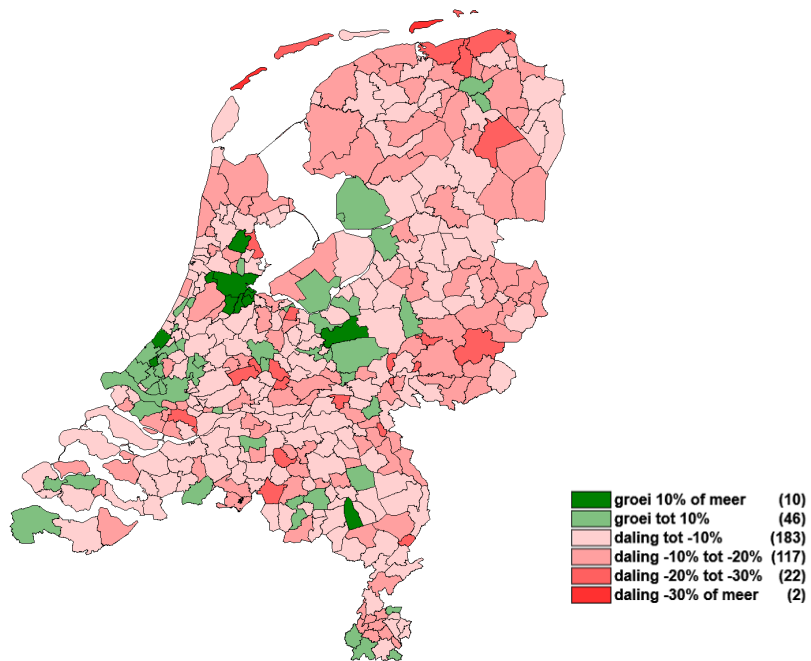 groei 10% of meer (10)
groei tot 10% (46)
daling tot -10% (183)
daling -10% tot -20% (117)
daling -20% tot -30% (22)
daling -30% of meer (2)